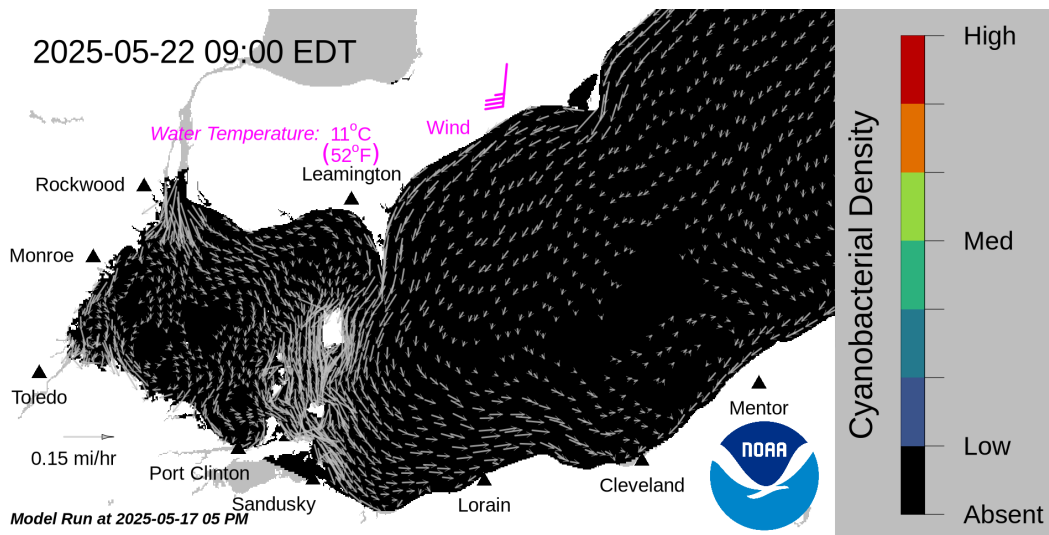 2025-05-22 09:00 EDT
High
Wind
Water Temperature: 11°C
(52°F)
Leamington
Rockwood
Monroe
Med
Cyanobacterial Density
Toledo
Mentor
NOAA
Low
0.15 mi/hr
Port Clinton
Cleveland
Sandusky
Lorain
Absent
Model Run at 2025-05-17 05 PM